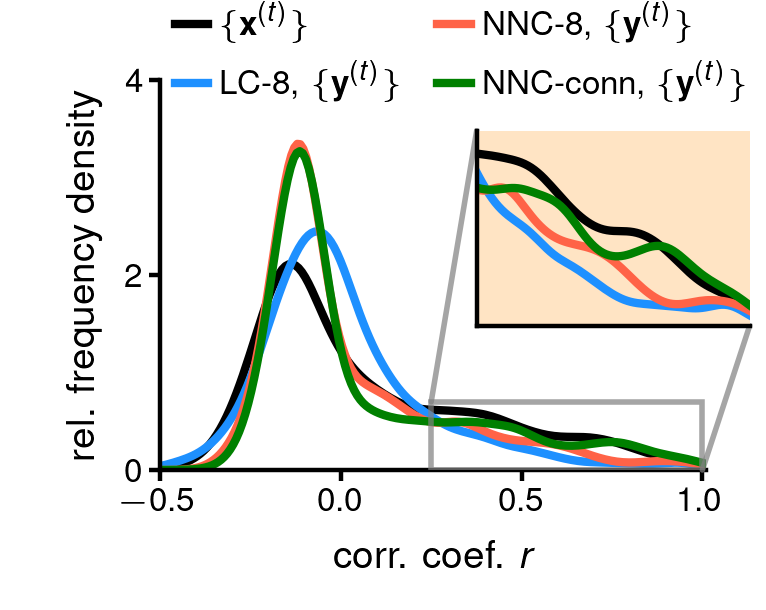 {x^(t)}
NNC-8, {y^(t)}
LC-8, {y^(t)}
NNC-conn, {y^(t)}
rel. frequency density
4
2
0
−0.5
0.0
0.5
1.0
corr. coef. r